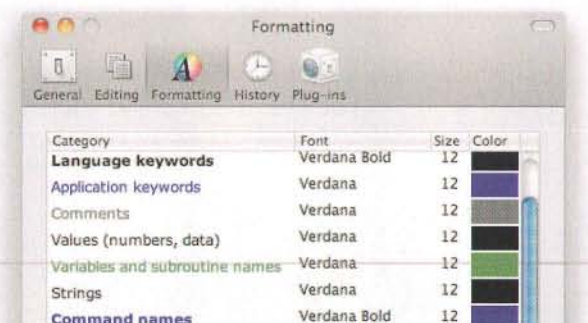 Formatting
General Editing Formatting History Plug-ins
Category Font Size Color
Language keywords Verdana Bold 12
Application keywords Verdana 12
Comments Verdana 12
Values (numbers, data) Verdana 12
Variables and subroutine names Verdana 12
Strings Verdana 12
Command names Verdana Bold 12